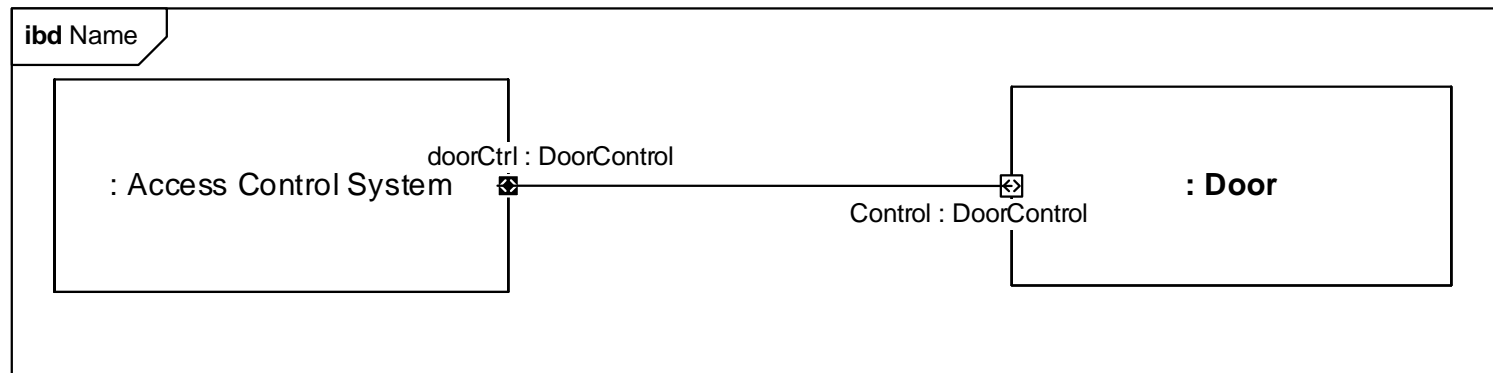 ibd Name
doorCtrl : DoorControl
: Access Control System
: Door
Control : DoorControl